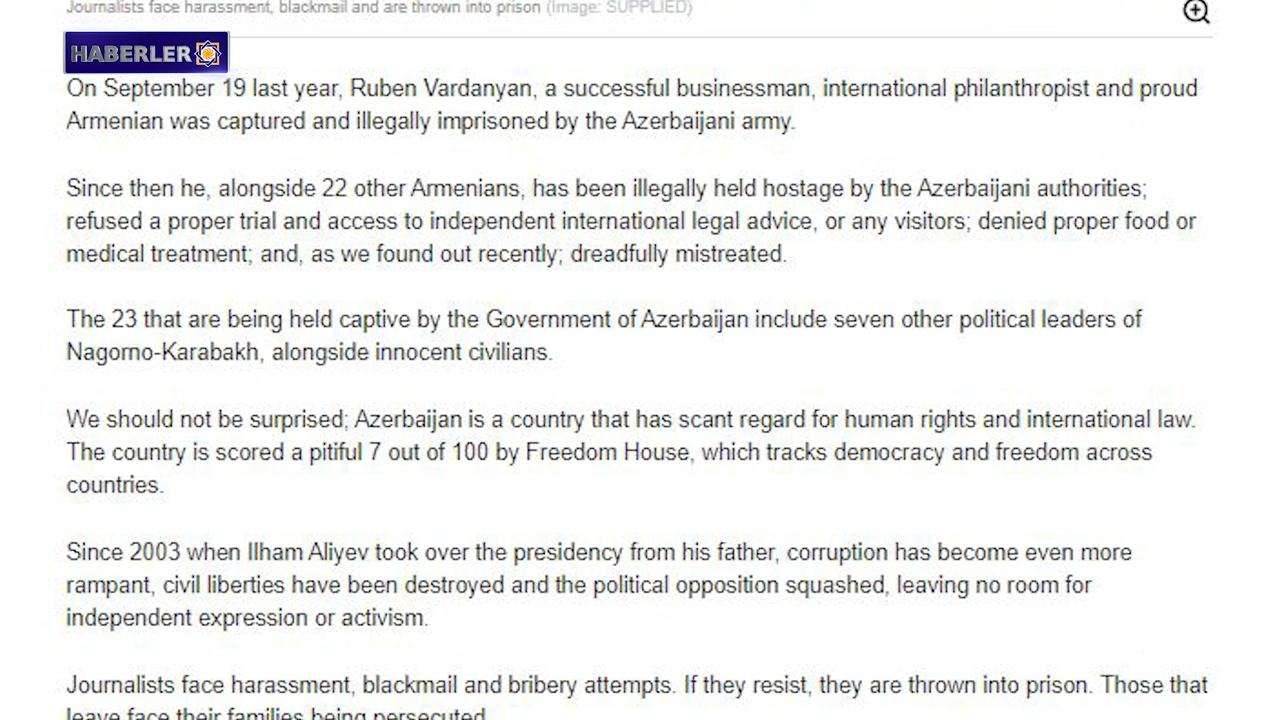 Journalists face harassment, blackmail and are thrown into prison (Image: SUPPLIED)
HABERLER
On September 19 last year, Ruben Vardanyan, a successful businessman, international philanthropist and proud
Armenian was captured and illegally imprisoned by the Azerbaijani army.
Since then he, alongside 22 other Armenians, has been illegally held hostage by the Azerbaijani authorities;
refused a proper trial and access to independent international legal advice, or any visitors; denied proper food or
medical treatment; and, as we found out recently; dreadfully mistreated.
The 23 that are being held captive by the Government of Azerbaijan include seven other political leaders of
Nagorno-Karabakh, alongside innocent civilians.
We should not be surprised; Azerbaijan is a country that has scant regard for human rights and international law.
The country is scored a pitiful 7 out of 100 by Freedom House, which tracks democracy and freedom across
countries.
Since 2003 when Ilham Aliyev took over the presidency from his father, corruption has become even more
rampant, civil liberties have been destroyed and the political opposition squashed, leaving no room for
independent expression or activism.
Journalists face harassment, blackmail and bribery attempts. If they resist, they are thrown into prison. Those that
leave face their families being persecuted.